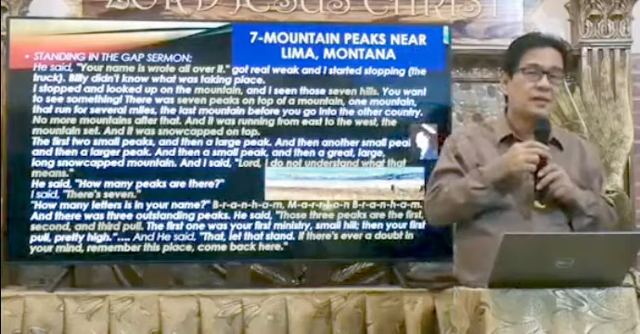 LORD JESUS CHRIST
7-MOUNTAIN PEAKS NEAR
LIMA, MONTANA
• STANDING IN THE GAP SERMON:
He said, "Your name is wrote all over it." got real weak and I started stopping (the
truck). Billy didn't know what was taking place.
I stopped and looked up on the mountain, and I seen those seven hills. You want
to see something! There was seven peaks on top of a mountain, one mountain,
that run for several miles, the last mountain before you go into the other country.
No more mountains after that. And it was running from east to the west, the
mountain set. And it was snowcapped on top.
The first two small peaks, and then a large peak. And then another small peak
and then a larger peak. And then a small peak, and then a great, large,
long snowcapped mountain. And I said, "Lord, I do not understand what that
means."
He said, "How many peaks are there?"
I said, "There's seven."
"How many letters is in your name?" B-r-a-n-h-a-m, M-a-r-r-i-o-n B-r-a-n-h-a-m.
And there was three outstanding peaks. He said, "Those three peaks are the first,
second, and third pull. The first one was your first ministry, small hill; then your first
pull, pretty high.".... And He said, "That, let that stand. If there's ever a doubt in
your mind, remember this place, come back here."
DELL